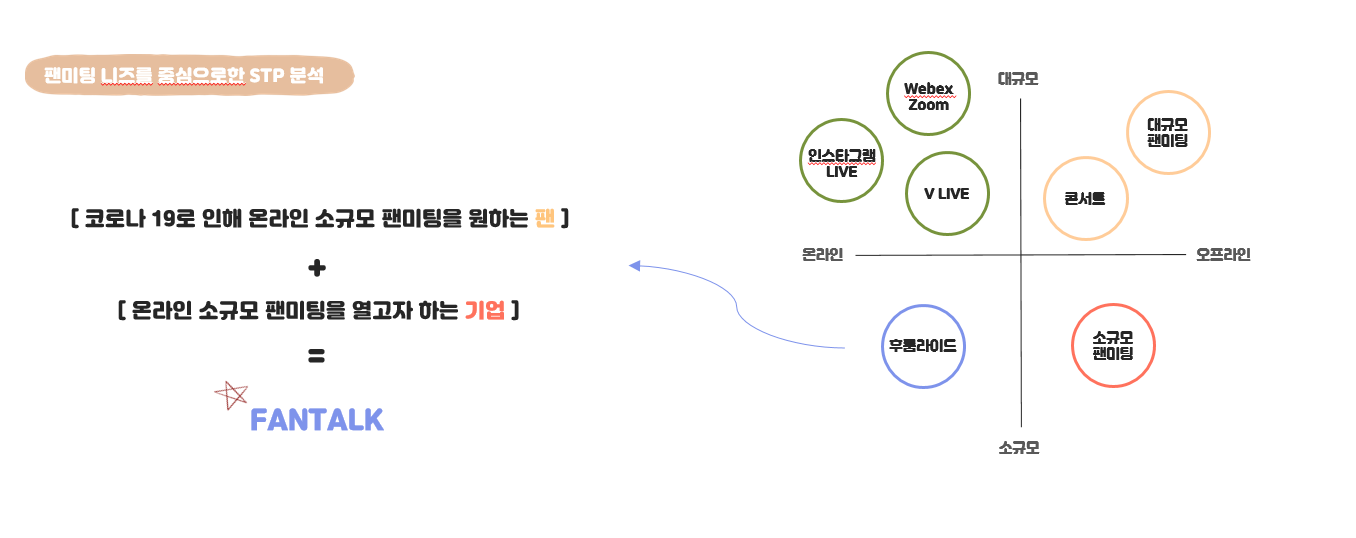 팬미팅 니즈를 중심으로한 STP 분석
[ 코로나 19로 인해 온라인 소규모 팬미팅을 원하는 팬 ]
+
[ 온라인 소규모 팬미팅을 열고자 하는 기업 ]
=
FANTALK
대규모
Webex
Zoom
대규모
팬미팅
인스타그램
LIVE
V LIVE
콘서트
온라인
오프라인
후룸라이드
소규모
팬미팅
소규모